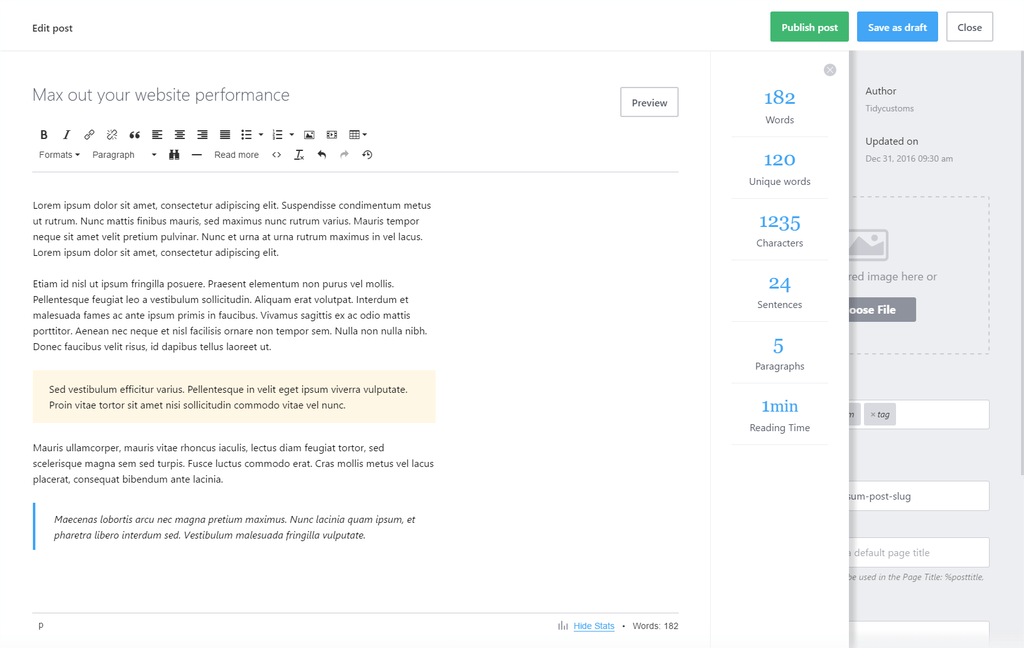 Edit post
Publish post
Save as draft
Close
Max out your website performance
Preview
Formats
Paragraph
Read more
Lorem ipsum dolor sit amet, consectetur adipiscing elit. Suspendisse condimentum metus
ut rutrum. Nunc mattis finibus mauris, sed maximus nunc rutrum varius. Mauris tempor
neque sit amet velit pretium pulvinar. Nunc et urna at urna rutrum maximus in vel lacus.
Lorem ipsum dolor sit amet, consectetur adipiscing elit.
Etiam id nisl ut ipsum fringilla posuere. Praesent elementum non purus vel mollis.
Pellentesque feugiat leo a vestibulum sollicitudin. Aliquam erat volutpat. Interdum et
malesuada fames ac ante ipsum primis in faucibus. Vivamus sagittis ex ac odio mattis
porttitor. Aenean nec neque et nisl facilisis ornare non tempor sem. Nulla non nulla nibh.
Donec faucibus velit risus, id dapibus tellus laoreet ut.
Sed vestibulum efficitur varius. Pellentesque in velit eget ipsum viverra vulputate.
Proin vitae tortor sit amet nisi sollicitudin commodo vitae vel nunc.
Mauris ullamcorper, mauris vitae rhoncus iaculis, lectus diam feugiat tortor, sed
scelerisque magna sem sed turpis. Fusce luctus commodo erat. Cras mollis metus vel lacus
placerat, consequat bibendum ante lacinia.
Maecenas lobortis arcu nec magna pretium maximus. Nunc lacinia quam ipsum, et
pharetra libero interdum sed. Vestibulum malesuada fringilla vulputate.
p
Hide Stats • Words: 182
182
Words
120
Unique words
1235
Characters
24
Sentences
5
Paragraphs
1min
Reading Time
Author
Tidycustoms
Updated on
Dec 31, 2016 09:30 am
red image here or
oose File
m
× tag
sum-post-slug
default page title
be used in the Page Title: %posttitle.